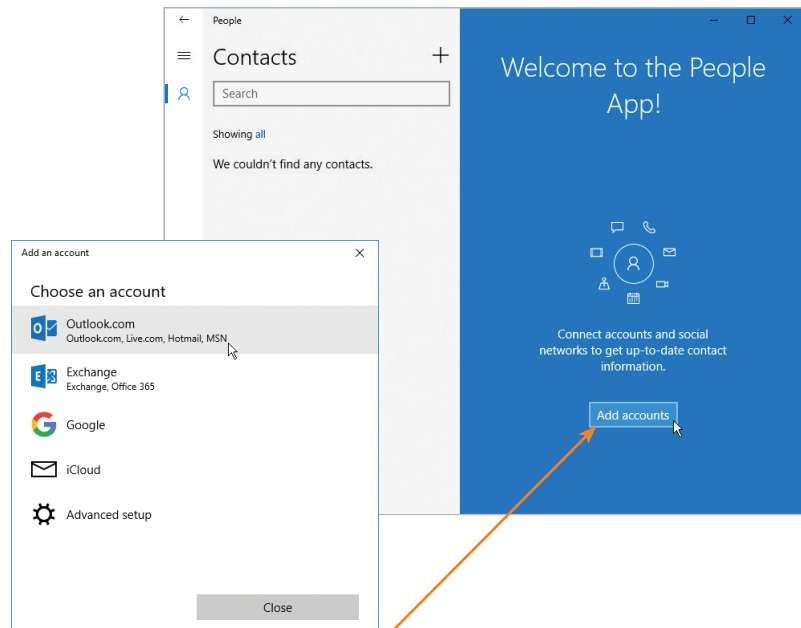 People
Contacts
Search
Showing all
We couldn't find any contacts.
Welcome to the People
App!
Connect accounts and social
networks to get up-to-date contact
information.
Add accounts
Add an account
Choose an account
Outlook.com
Outlook.com, Live.com, Hotmail, MSN
Exchange
Exchange, Office 365
Google
iCloud
Advanced setup
Close